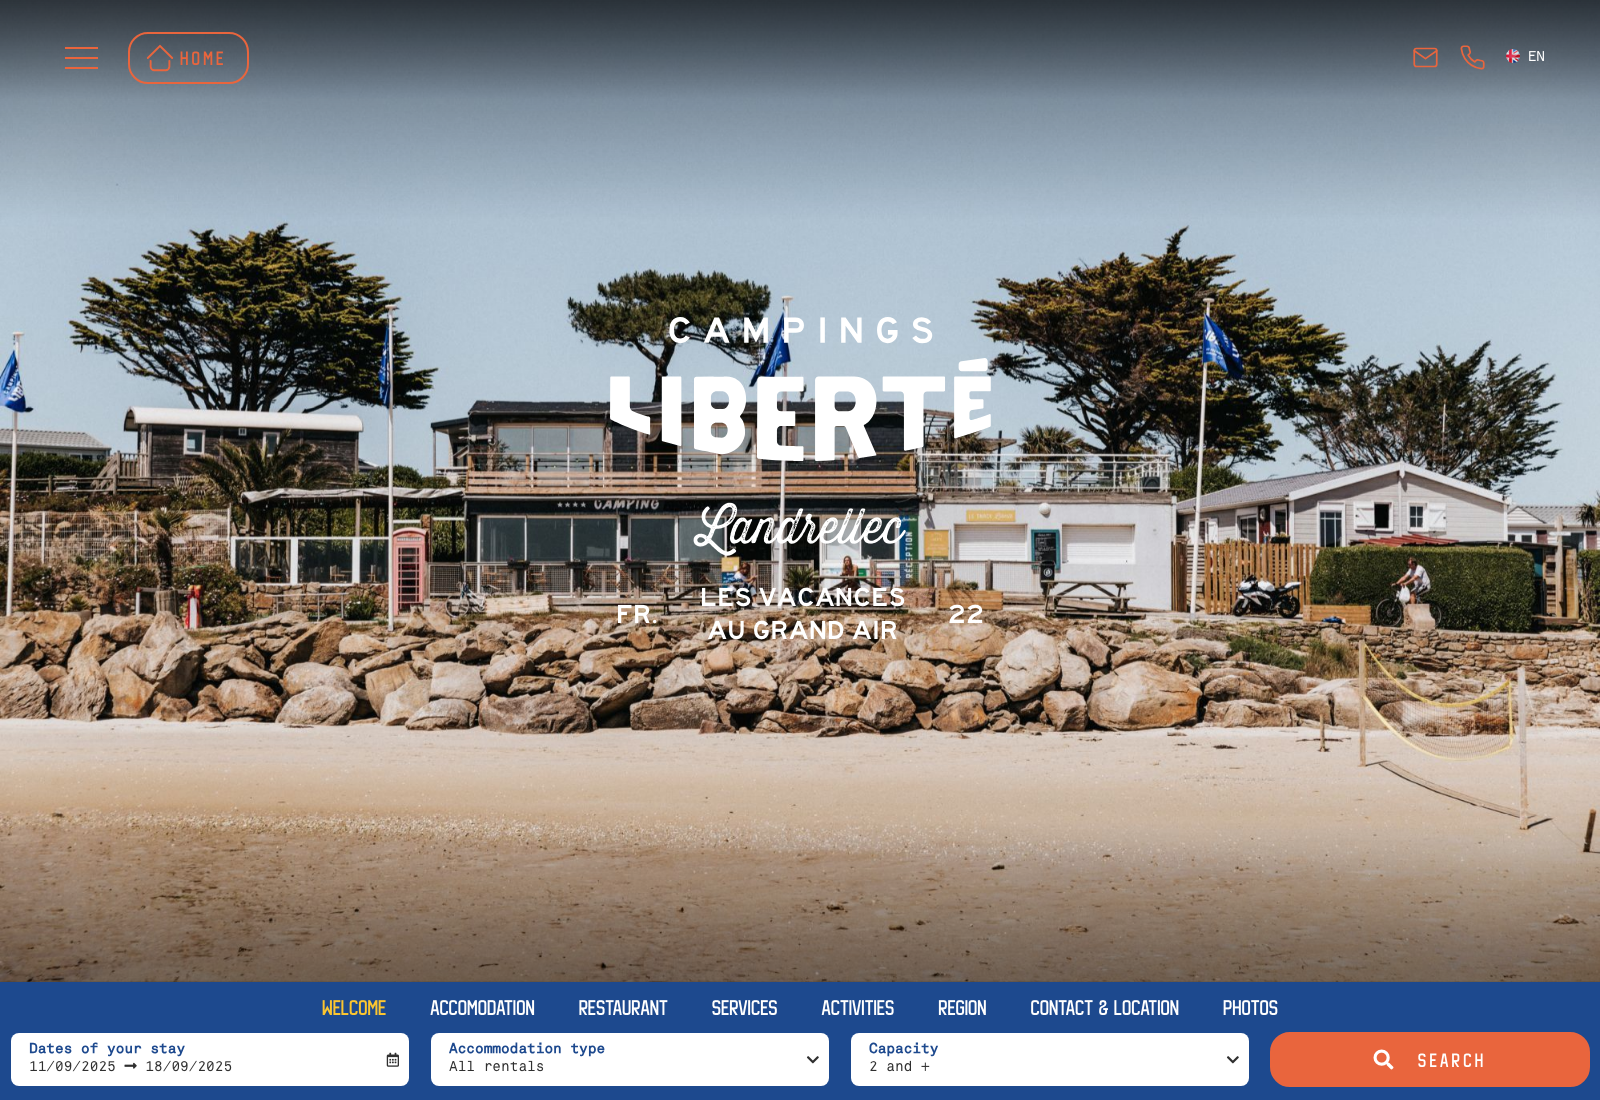 HOME
EN
CAMPINGS
LIBERTÉ
CAMPING
Landrellec
RÉCEPTION
FR.
LES VACANCES
AU GRAND AIR
22
WELCOME
ACCOMODATION
RESTAURANT
SERVICES
ACTIVITIES
REGION
CONTACT & LOCATION
PHOTOS
Dates of your stay
11/09/2025 → 18/09/2025
Accommodation type
All rentals
Capacity
2 and +
SEARCH